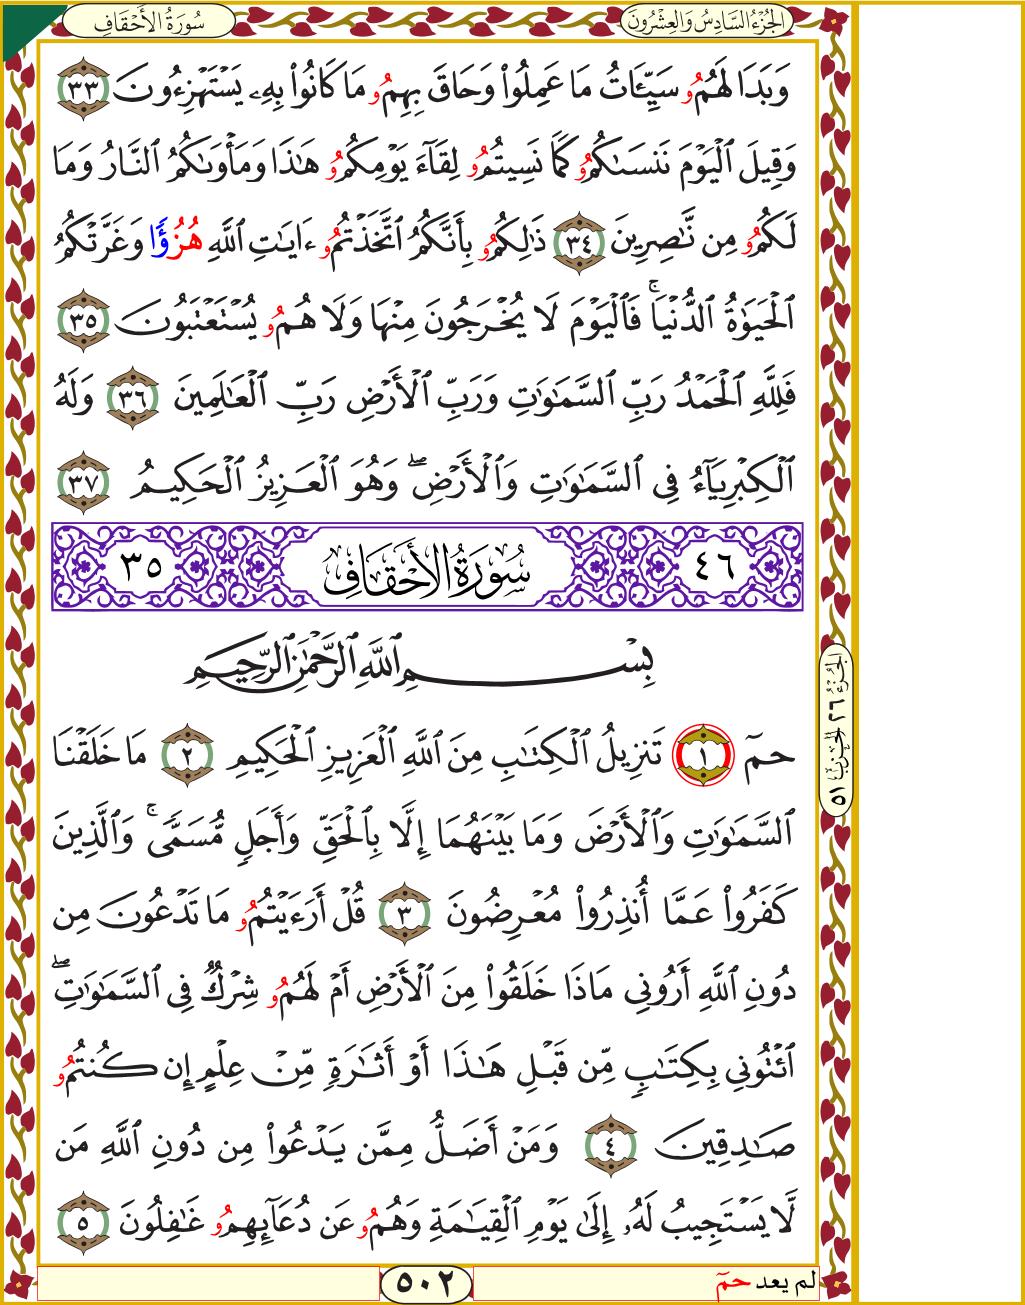 الجُزْءُ السَّادِسُ وَالعِشْرُونَ
سُورَةُ الأَحْقَافِ
وَبَدَا لَهُمُو سَيِّـَٔاتُ مَا عَمِلُوا۟ وَحَاقَ بِهِمُو مَا كَانُوا۟ بِهِۦ يَسْتَهْزِءُونَ ٣٣
وَقِيلَ ٱلْيَوْمَ نَنسَىٰكُمُو كَمَا نَسِيتُمُو لِقَآءَ يَوْمِكُمُو هَٰذَا وَمَأْوَىٰكُمُ ٱلنَّارُ وَمَا
لَكُمُو مِن نَّٰصِرِينَ ٣٤ ذَٰلِكُمُو بِأَنَّكُمُ ٱتَّخَذْتُمُو ءَايَٰتِ ٱللَّهِ هُزُؤًا وَغَرَّتْكُمُ
ٱلْحَيَوٰةُ ٱلدُّنْيَا ۚ فَٱلْيَوْمَ لَا يُخْرَجُونَ مِنْهَا وَلَا هُمُو يُسْتَعْتَبُونَ ٣٥
فَلِلَّهِ ٱلْحَمْدُ رَبِّ ٱلسَّمَٰوَٰتِ وَرَبِّ ٱلْأَرْضِ رَبِّ ٱلْعَٰلَمِينَ ٣٦ وَلَهُ
ٱلْكِبْرِيَآءُ فِى ٱلسَّمَٰوَٰتِ وَٱلْأَرْضِ ۖ وَهُوَ ٱلْعَزِيزُ ٱلْحَكِيمُ ٣٧
٤٦ سُورَةُ الأَحْقَافِ ٣٥
بِسْمِ ٱللَّهِ ٱلرَّحْمَٰنِ ٱلرَّحِيمِ
حمٓ ١ تَنزِيلُ ٱلْكِتَٰبِ مِنَ ٱللَّهِ ٱلْعَزِيزِ ٱلْحَكِيمِ ٢ مَا خَلَقْنَا
ٱلسَّمَٰوَٰتِ وَٱلْأَرْضَ وَمَا بَيْنَهُمَا إِلَّا بِٱلْحَقِّ وَأَجَلٍ مُّسَمًّى ۚ وَٱلَّذِينَ
كَفَرُوا۟ عَمَّا أُنذِرُوا۟ مُعْرِضُونَ ٣ قُلْ أَرَءَيْتُمُو مَا تَدْعُونَ مِن
دُونِ ٱللَّهِ أَرُونِى مَاذَا خَلَقُوا۟ مِنَ ٱلْأَرْضِ أَمْ لَهُمُو شِرْكٌ فِى ٱلسَّمَٰوَٰتِ ۖ
ٱئْتُونِى بِكِتَٰبٍ مِّن قَبْلِ هَٰذَا أَوْ أَثَٰرَةٍ مِّنْ عِلْمٍ إِن كُنتُمُو
صَٰدِقِينَ ٤ وَمَنْ أَضَلُّ مِمَّن يَدْعُوا۟ مِن دُونِ ٱللَّهِ مَن
لَّا يَسْتَجِيبُ لَهُۥ إِلَىٰ يَوْمِ ٱلْقِيَٰمَةِ وَهُمُو عَن دُعَآئِهِمُو غَٰفِلُونَ ٥
الجُزْءُ ٢٦ الحِزْبُ ٥١
لم يعد حمٓ
٥٠٢